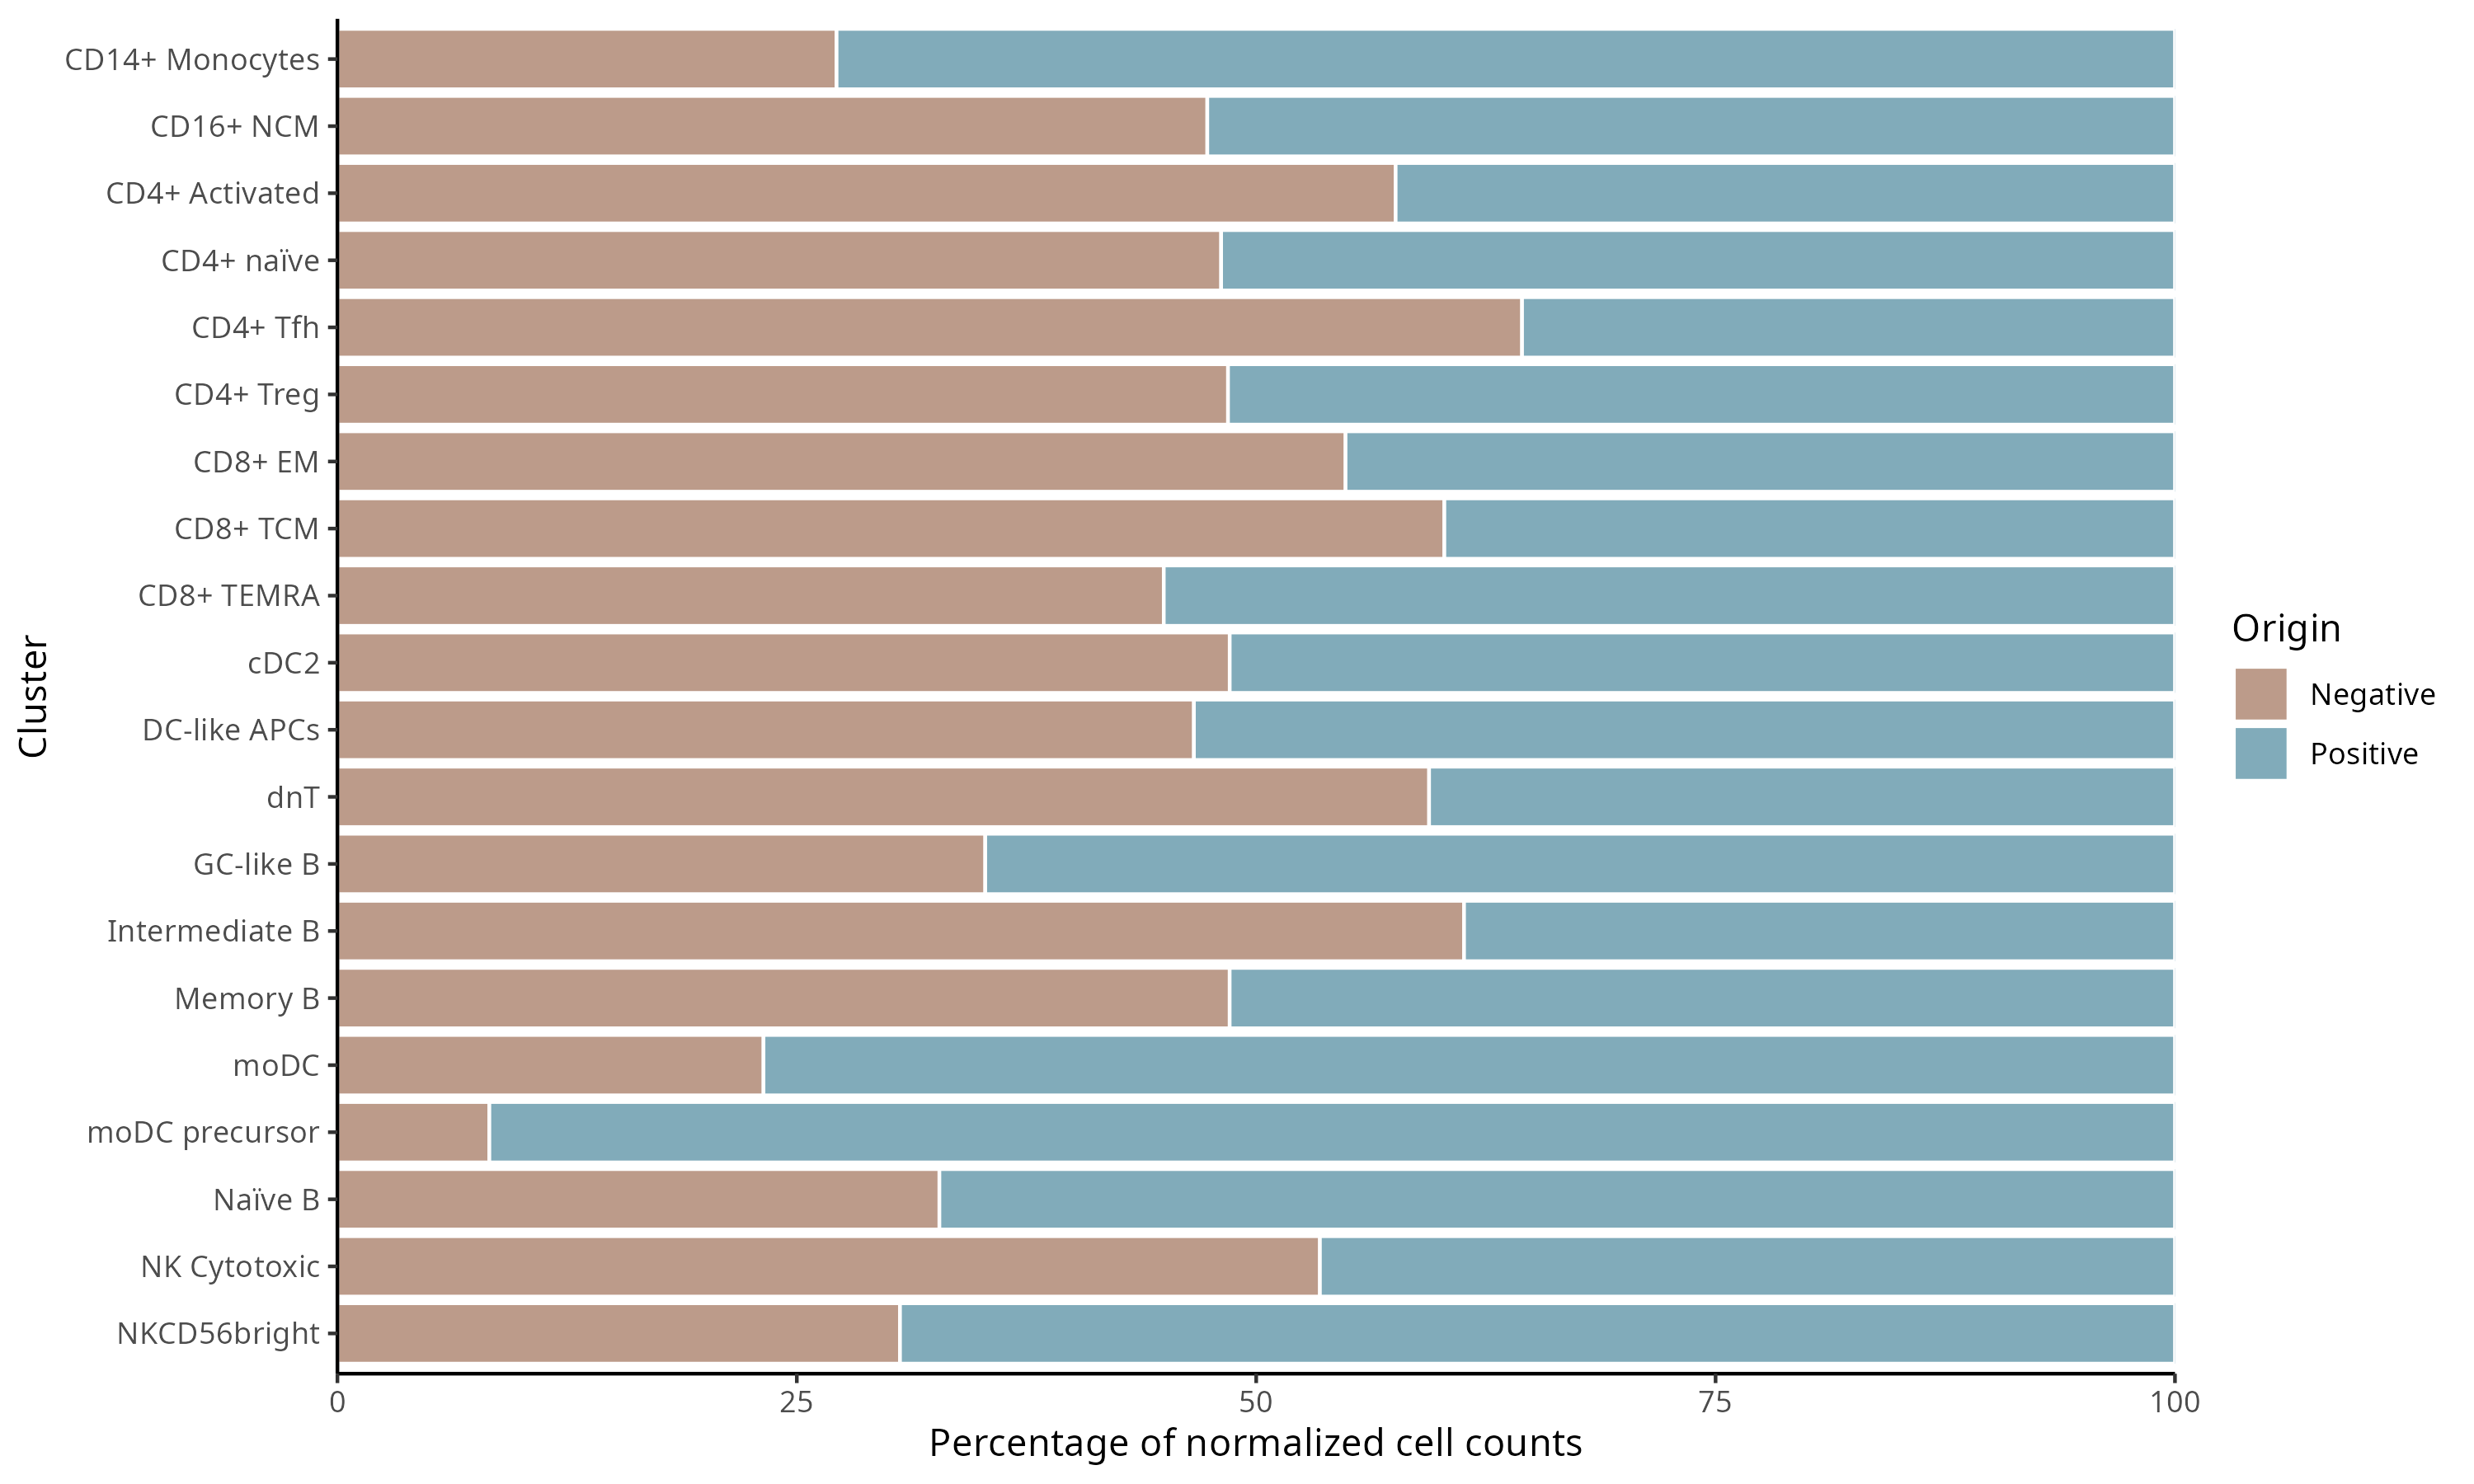 CD14+ Monocytes
CD16+ NCM
CD4+ Activated
CD4+ naïve
CD4+ Tfh
CD4+ Treg
CD8+ EM
CD8+ TCM
CD8+ TEMRA
cDC2
DC-like APCs
dnT
GC-like B
Intermediate B
Memory B
moDC
moDC precursor
Naïve B
NK Cytotoxic
NKCD56bright
Cluster
0 25 50 75 100
Percentage of normalized cell counts
Origin
Negative
Positive